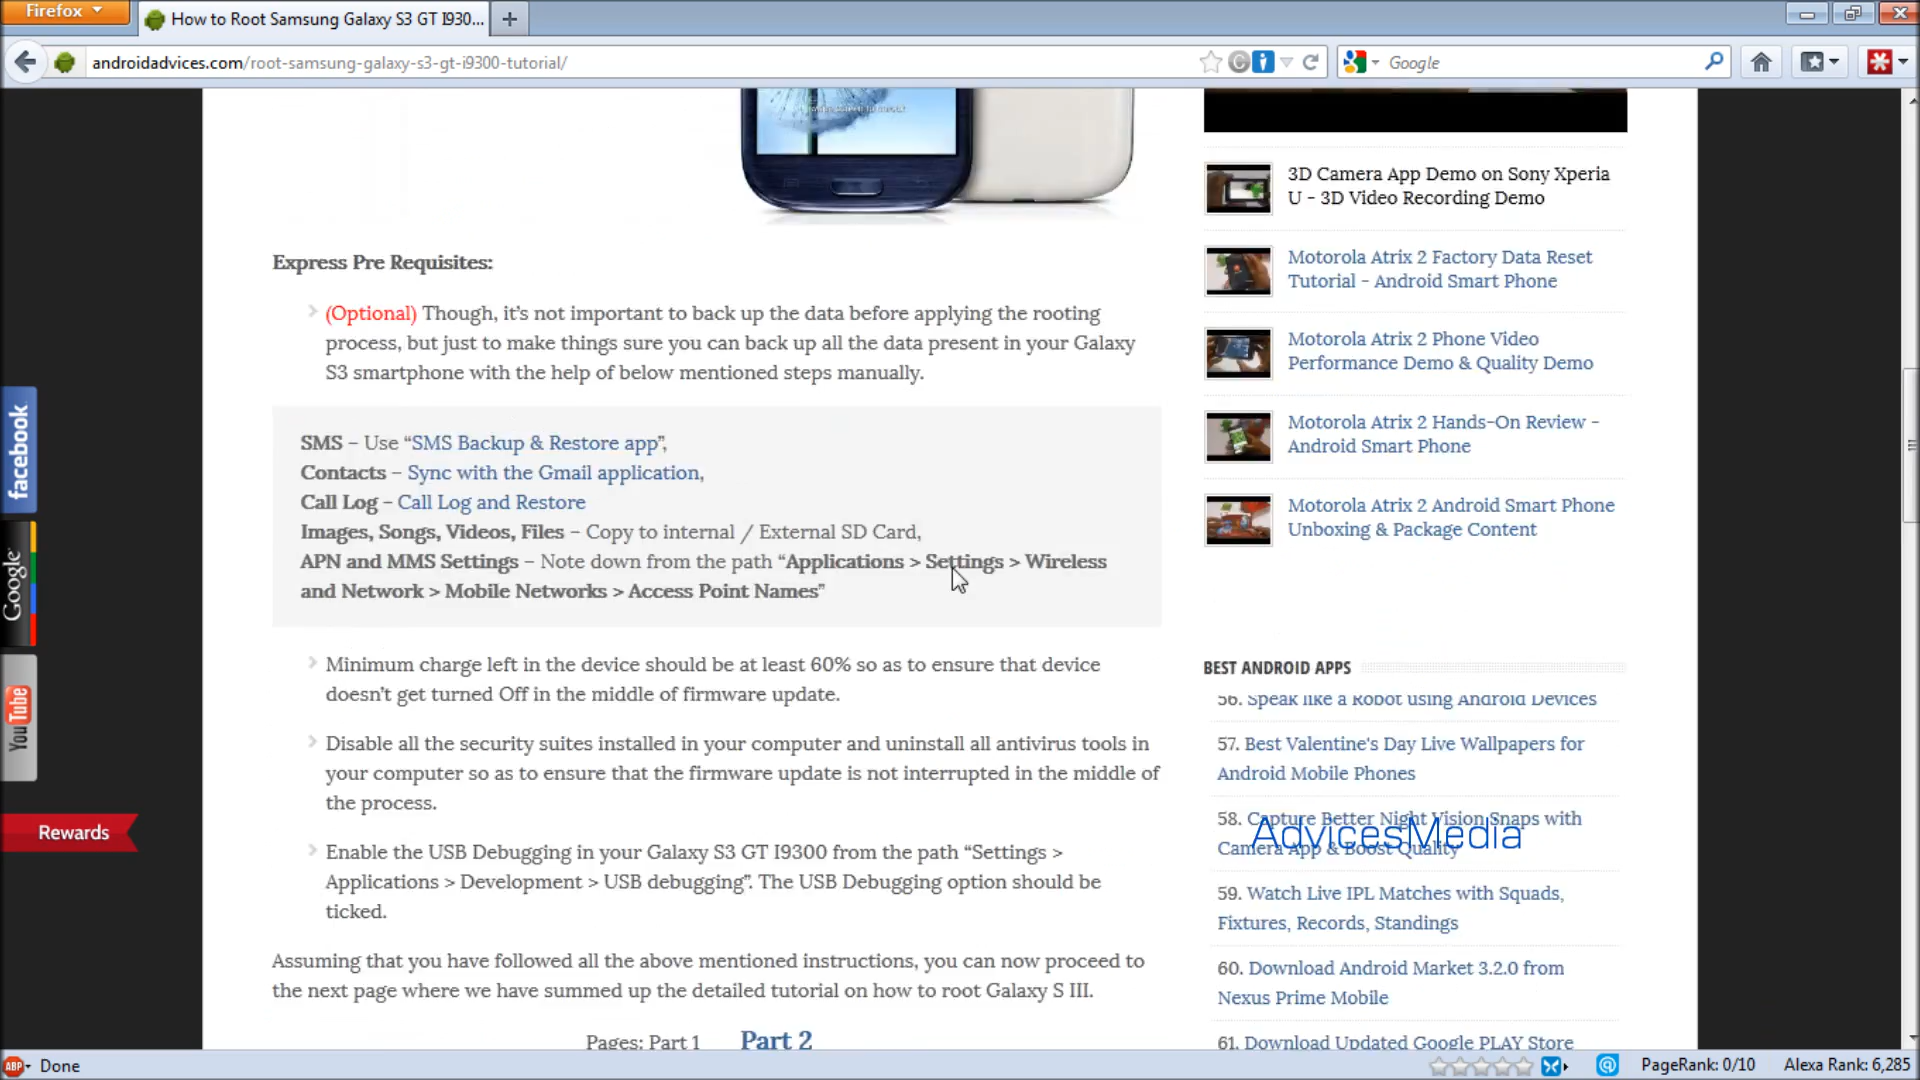 Firefox
How to Root Samsung Galaxy S3 GT I930...
androidadvices.com/root-samsung-galaxy-s3-gt-i9300-tutorial/
Google
3D Camera App Demo on Sony Xperia
U - 3D Video Recording Demo
Express Pre Requisites:
Motorola Atrix 2 Factory Data Reset
Tutorial - Android Smart Phone
(Optional) Though, it's not important to back up the data before applying the rooting
process, but just to make things sure you can back up all the data present in your Galaxy
S3 smartphone with the help of below mentioned steps manually.
Motorola Atrix 2 Phone Video
Performance Demo & Quality Demo
Motorola Atrix 2 Hands-On Review -
Android Smart Phone
Motorola Atrix 2 Android Smart Phone
Unboxing & Package Content
SMS – Use “SMS Backup & Restore app”,
Contacts – Sync with the Gmail application,
Call Log – Call Log and Restore
Images, Songs, Videos, Files – Copy to internal / External SD Card,
APN and MMS Settings – Note down from the path “Applications > Settings > Wireless
and Network > Mobile Networks > Access Point Names”
facebook
Google
YouTube
Rewards
Minimum charge left in the device should be at least 60% so as to ensure that device
doesn't get turned Off in the middle of firmware update.
Disable all the security suites installed in your computer and uninstall all antivirus tools in
your computer so as to ensure that the firmware update is not interrupted in the middle of
the process.
Enable the USB Debugging in your Galaxy S3 GT I9300 from the path “Settings >
Applications > Development > USB debugging”. The USB Debugging option should be
ticked.
Assuming that you have followed all the above mentioned instructions, you can now proceed to
the next page where we have summed up the detailed tutorial on how to root Galaxy S III.
Pages: Part 1 Part 2
BEST ANDROID APPS
56. Speak like a Robot using Android Devices
57. Best Valentine's Day Live Wallpapers for
Android Mobile Phones
58. Capture Better Night Vision Snaps with
Camera App & Boost Quality
AdvicesMedia
59. Watch Live IPL Matches with Squads,
Fixtures, Records, Standings
60. Download Android Market 3.2.0 from
Nexus Prime Mobile
61. Download Updated Google PLAY Store
ABP
Done
PageRank: 0/10
Alexa Rank: 6,285